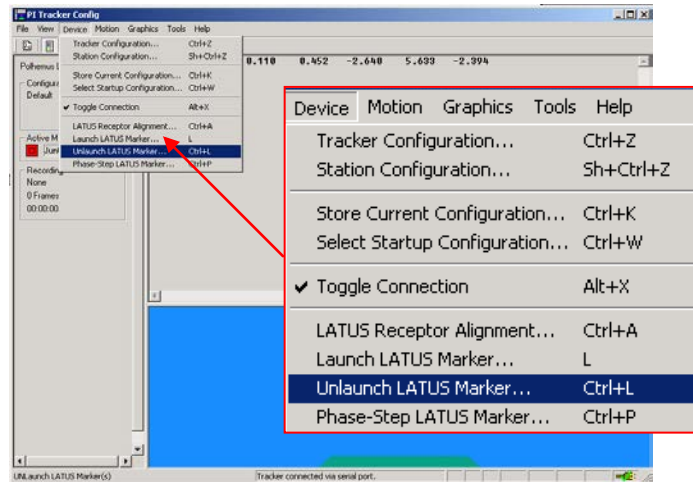 PI Tracker Config
File View Device Motion Graphics Tools Help
Tracker Configuration... Ctrl+Z
Station Configuration... Sh+Ctrl+Z
Store Current Configuration... Ctrl+K
Select Startup Configuration... Ctrl+W
Toggle Connection Alt+X
LATUS Receptor Alignment... Ctrl+A
Launch LATUS Marker... L
Unlaunch LATUS Marker... Ctrl+L
Phase-Step LATUS Marker... Ctrl+P
0.110 0.452 -2.640 5.633 -2.394
Polhemus
Default
Active M
Recording
None
0 Frames
00:00:00
Device Motion Graphics Tools Help
Tracker Configuration... Ctrl+Z
Station Configuration... Sh+Ctrl+Z
Store Current Configuration... Ctrl+K
Select Startup Configuration... Ctrl+W
Toggle Connection Alt+X
LATUS Receptor Alignment... Ctrl+A
Launch LATUS Marker... L
Unlaunch LATUS Marker... Ctrl+L
Phase-Step LATUS Marker... Ctrl+P
UNLaunch LATUS Marker(s)
Tracker connected via serial port.